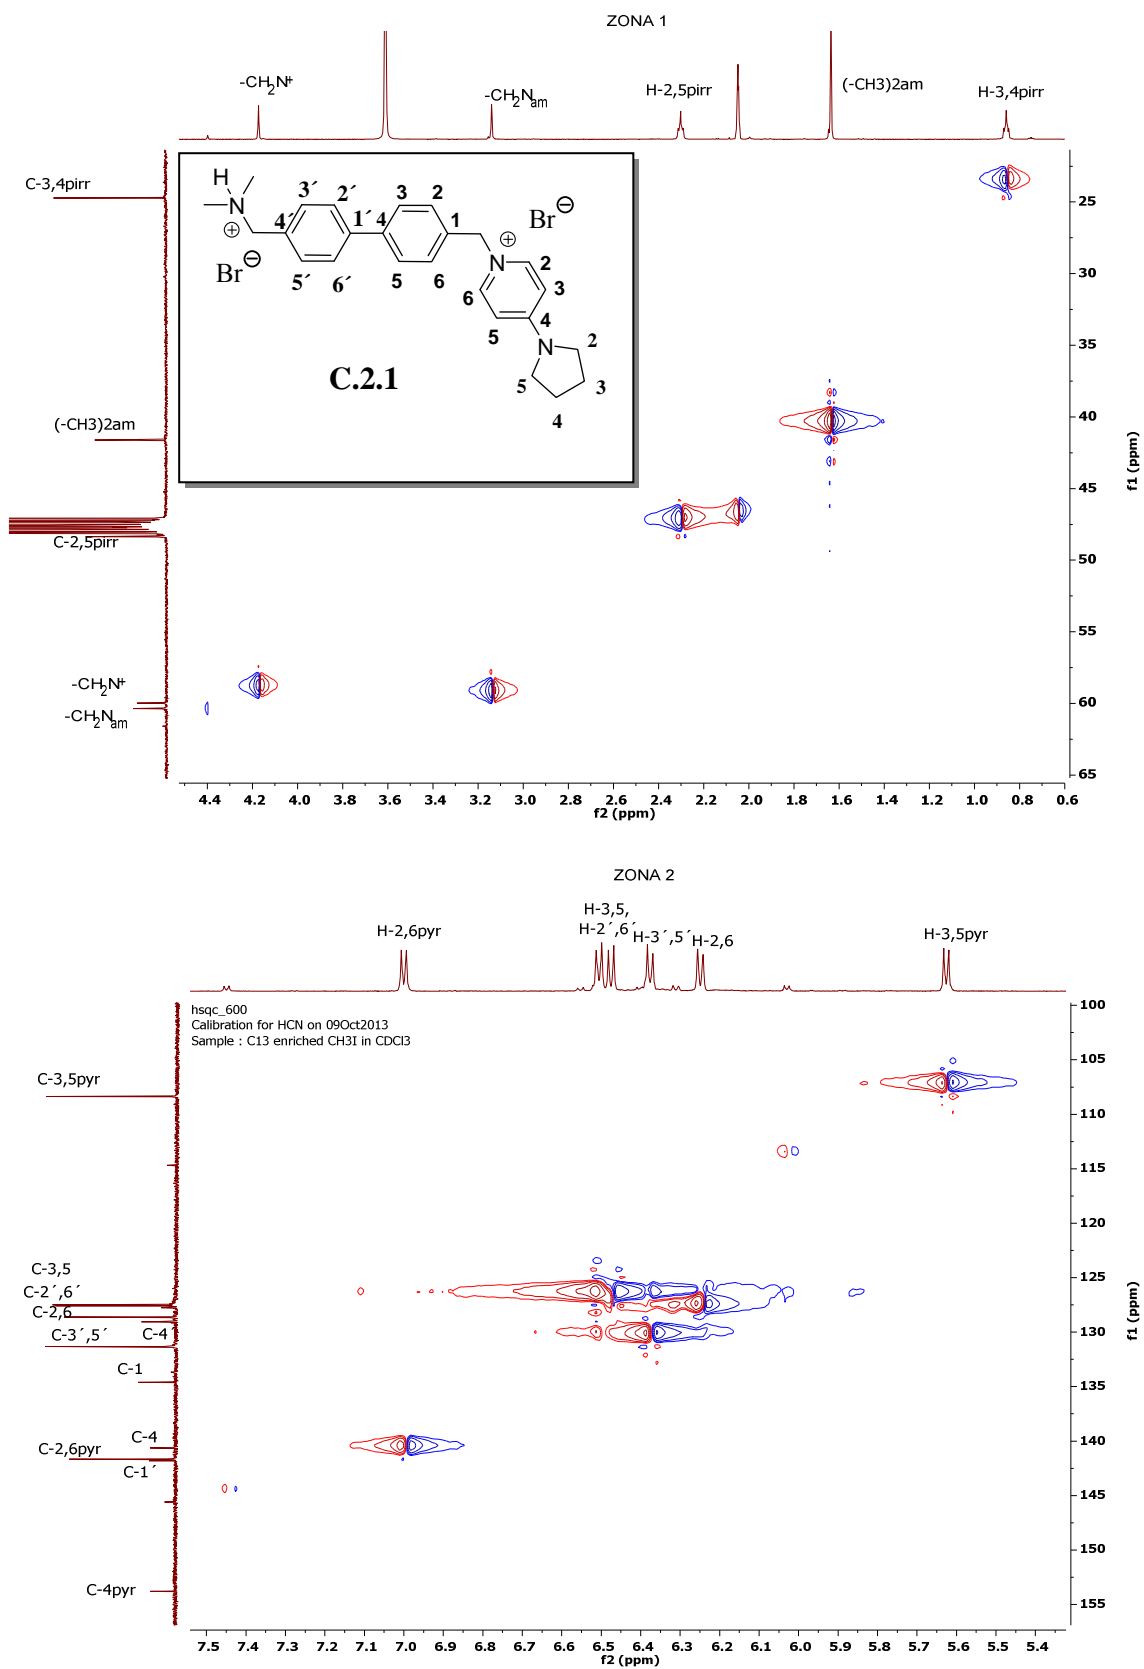 ZONA 1
-CH2N+
-CH2Nam
H-2,5pirr
(-CH3)2am
H-3,4pirr
C-3,4pirr
(-CH3)2am
C-2,5pirr
-CH2N+
-CH2Nam
H
N
⊕
Br⊖
3´ 2´ 3 2
4´ 1´ 4 1
5´ 6´ 5 6
Br⊖
⊕
N
2
6 3
5 4
N 2
5 3
4
C.2.1
25
30
35
40
45
50
55
60
65
f1 (ppm)
4.4 4.2 4.0 3.8 3.6 3.4 3.2 3.0 2.8 2.6 2.4 2.2 2.0 1.8 1.6 1.4 1.2 1.0 0.8 0.6
f2 (ppm)
ZONA 2
H-2,6pyr
H-3,5,
H-2´,6´
H-3´,5´
H-2,6
H-3,5pyr
hsqc_600
Calibration for HCN on 09Oct2013
Sample : C13 enriched CH3I in CDCl3
C-3,5pyr
C-3,5
C-2´,6´
C-2,6
C-3´,5´
C-4´
C-1
C-4
C-2,6pyr
C-1´
C-4pyr
100
105
110
115
120
125
130
135
140
145
150
155
f1 (ppm)
7.5 7.4 7.3 7.2 7.1 7.0 6.9 6.8 6.7 6.6 6.5 6.4 6.3 6.2 6.1 6.0 5.9 5.8 5.7 5.6 5.5 5.4
f2 (ppm)